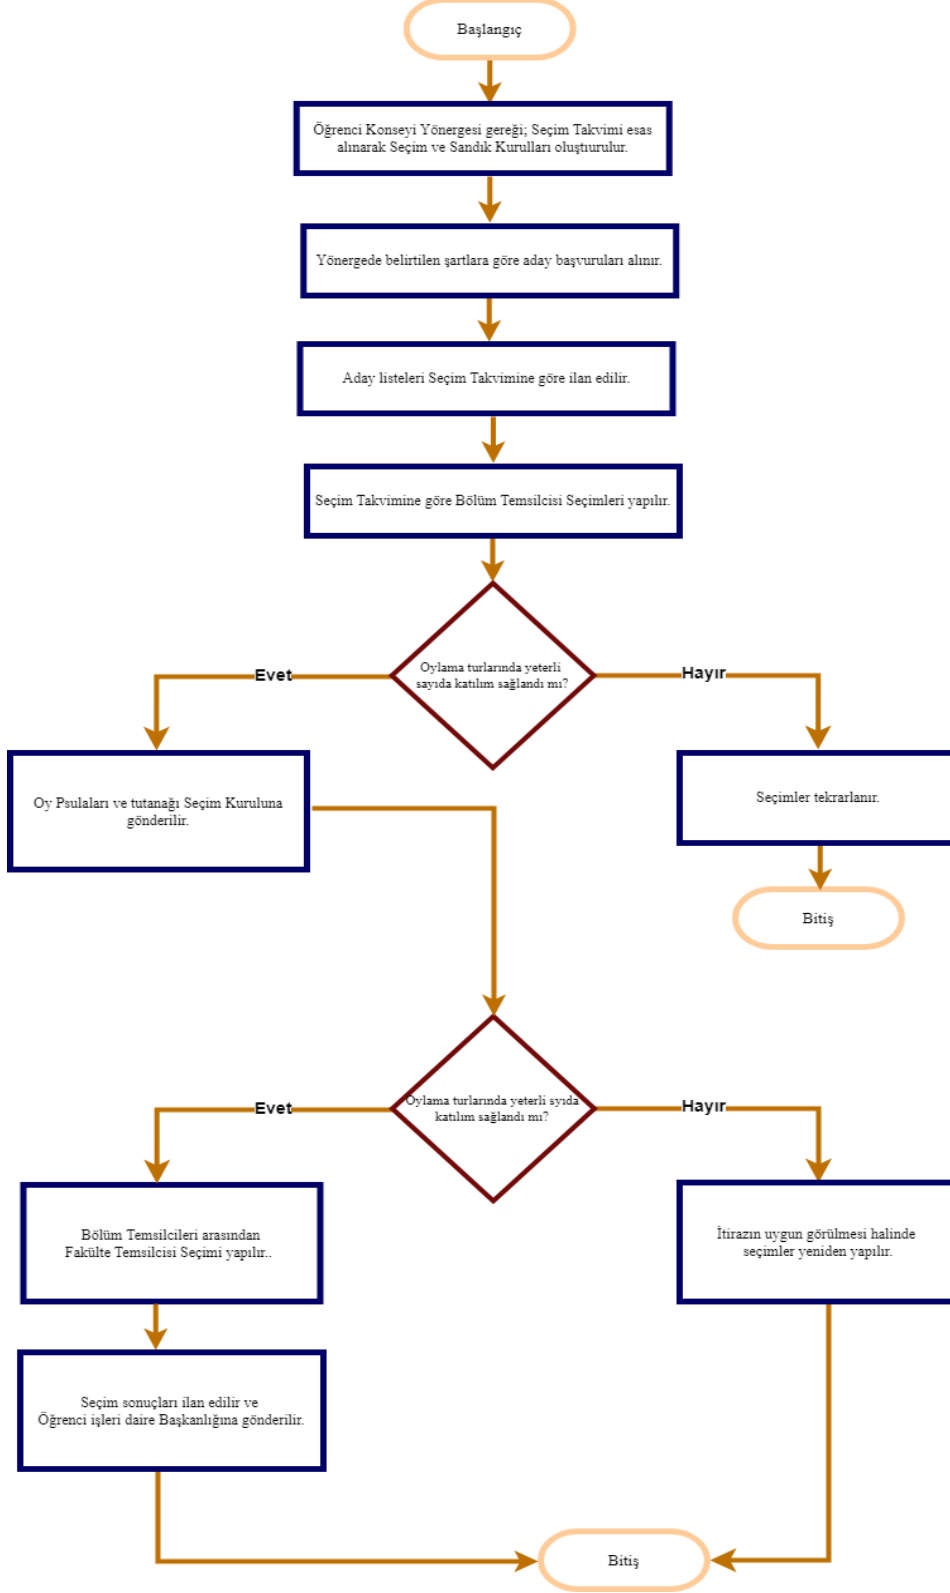 Başlangıç
Öğrenci Konseyi Yönergesi gereği; Seçim Takvimi esas
alınarak Seçim ve Sandık Kurulları oluştıurulur.
Yönergede belirtilen şartlara göre aday başvuruları alınır.
Aday listeleri Seçim Takvimine göre ilan edilir.
Seçim Takvimine göre Bölüm Temsilcisi Seçimleri yapılır.
Oylama turlarında yeterli
sayıda katılım sağlandı mı?
Evet
Hayır
Oy Psulaları ve tutanağı Seçim Kuruluna
gönderilir.
Seçimler tekrarlanır.
Bitiş
Oylama turlarında yeterli syıda
katılım sağlandı mı?
Evet
Hayır
Bölüm Temsilcileri arasından
Fakülte Temsilcisi Seçimi yapılır..
İtirazın uygun görülmesi halinde
seçimler yeniden yapılır.
Seçim sonuçları ilan edilir ve
Öğrenci işleri daire Başkanlığına gönderilir.
Bitiş